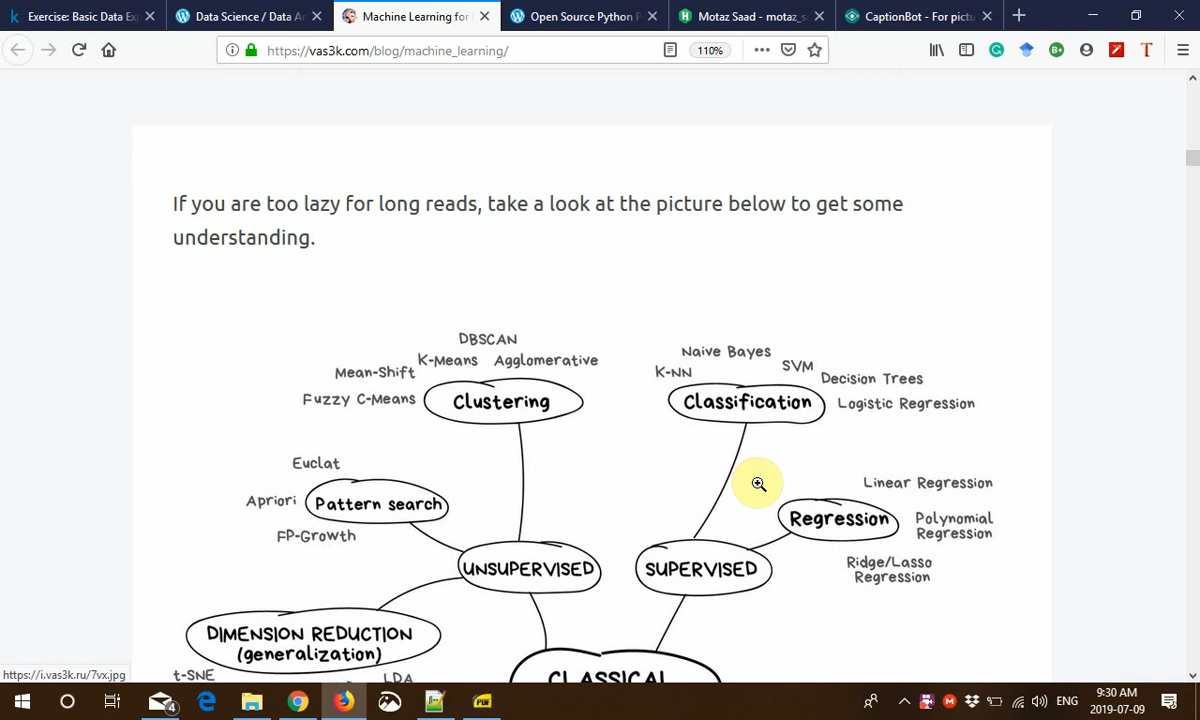 Exercise: Basic Data Ex
Data Science / Data A
Machine Learning for
Open Source Python P
Motaz Saad - motaz_s
CaptionBot - For pictu
https://vas3k.com/blog/machine_learning/
110%
If you are too lazy for long reads, take a look at the picture below to get some
understanding.
DBSCAN
Naive Bayes
K-Means Agglomerative
SVM
Mean-Shift
K-NN
Decision Trees
Fuzzy C-Means
Clustering
Classification
Logistic Regression
Euclat
Linear Regression
Apriori
Pattern search
Regression
Polynomial
Regression
FP-Growth
Ridge/Lasso
Regression
UNSUPERVISED
SUPERVISED
DIMENSION REDUCTION
(generalization)
t-SNE
LDA
CLASSICAL
https://i.vas3k.ru/7vx.jpg
4
PDF
ENG
9:30 AM
2019-07-09